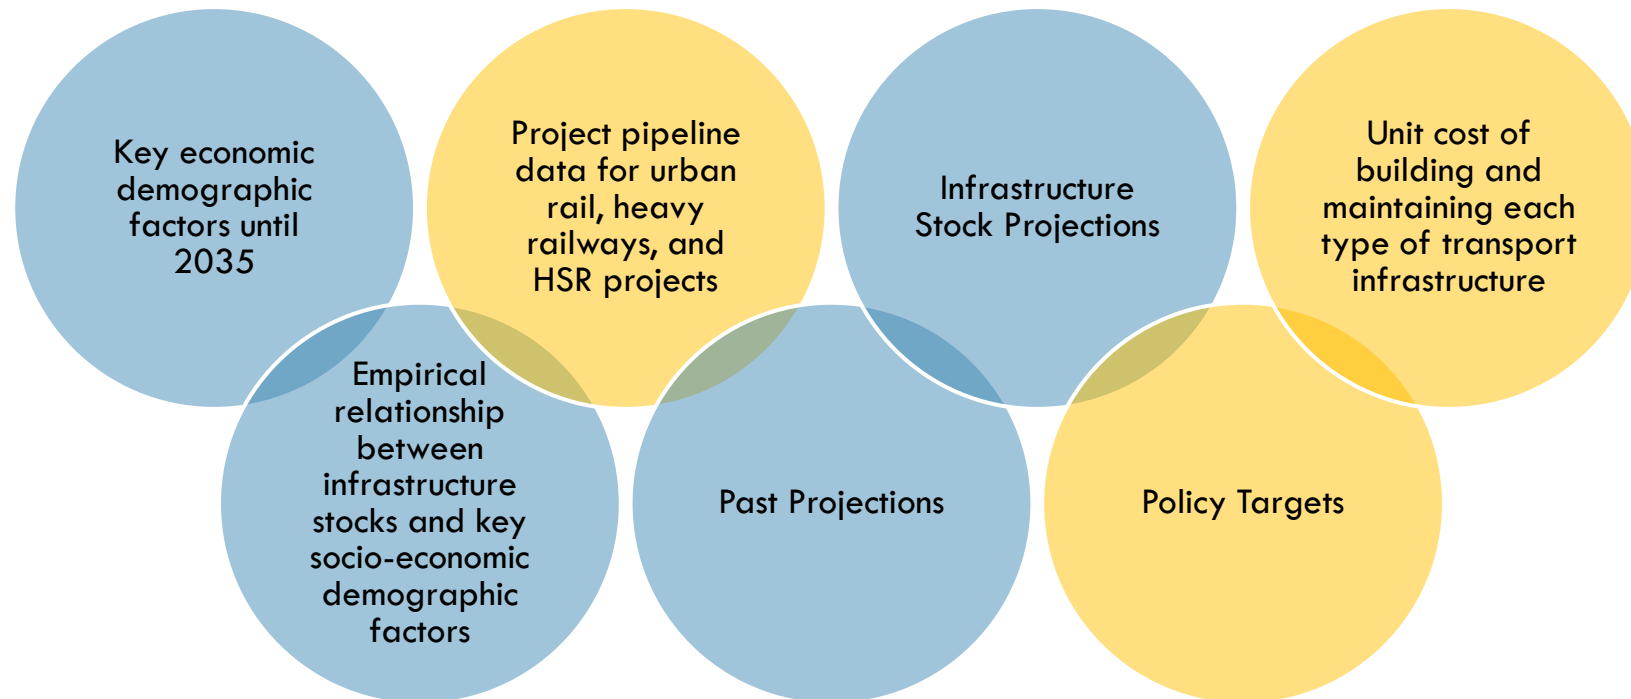 Key economic
demographic
factors until
2035
Empirical
relationship
between
infrastructure
stocks and key
socio-economic
demographic
factors
Project pipeline
data for urban
rail, heavy
railways, and
HSR projects
Past Projections
Infrastructure
Stock Projections
Policy Targets
Unit cost of
building and
maintaining each
type of transport
infrastructure